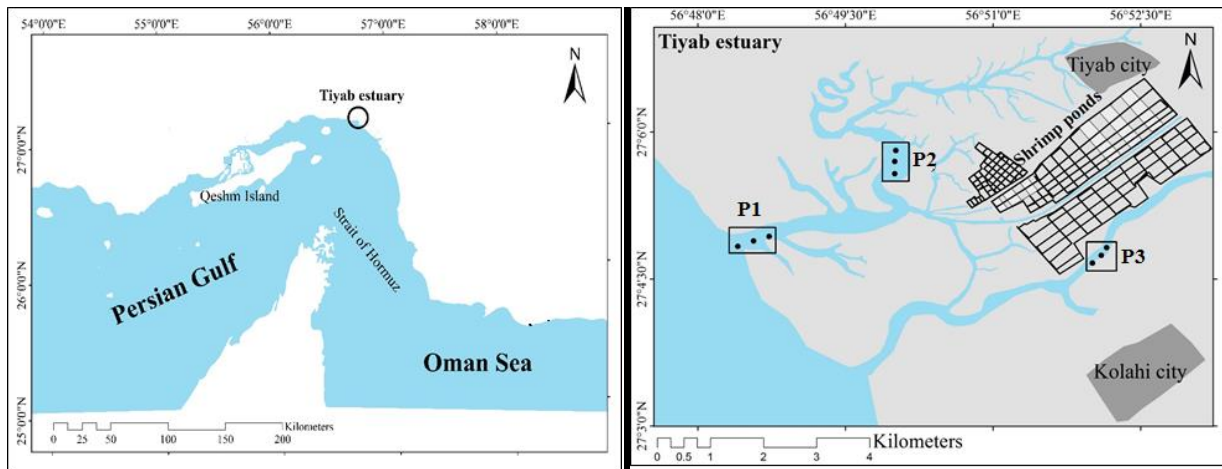 54°0'0"E 55°0'0"E 56°0'0"E 57°0'0"E 58°0'0"E
N
Tiyab estuary
27°0'0"N
Qeshm Island
Strait of Hormuz
26°0'0"N
Persian Gulf
Oman Sea
25°0'0"N
Kilometers
0 25 50 100 150 200
56°48'0"E 56°49'30"E 56°51'0"E 56°52'30"E
Tiyab estuary
N
Tiyab city
Shrimp ponds
27°6'0"N
P2
P1
P3
27°4'30"N
Kolahi city
27°3'0"N
Kilometers
0 0.5 1 2 3 4